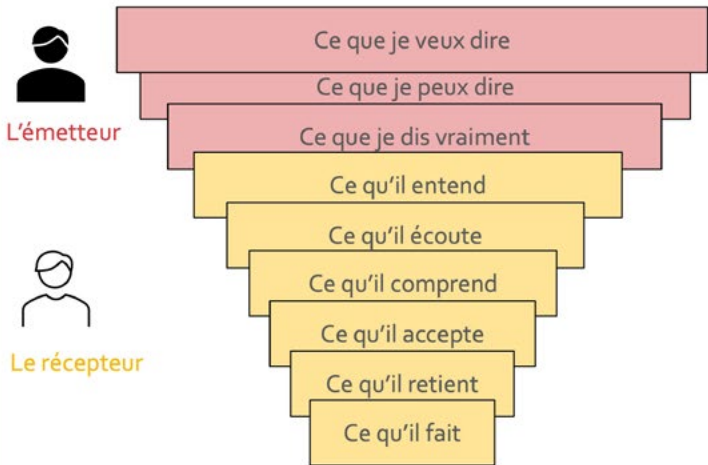 Ce que je veux dire
Ce que je peux dire
L'émetteur
Ce que je dis vraiment
Ce qu'il entend
Ce qu'il écoute
Ce qu'il comprend
Ce qu'il accepte
Le récepteur
Ce qu'il retient
Ce qu'il fait